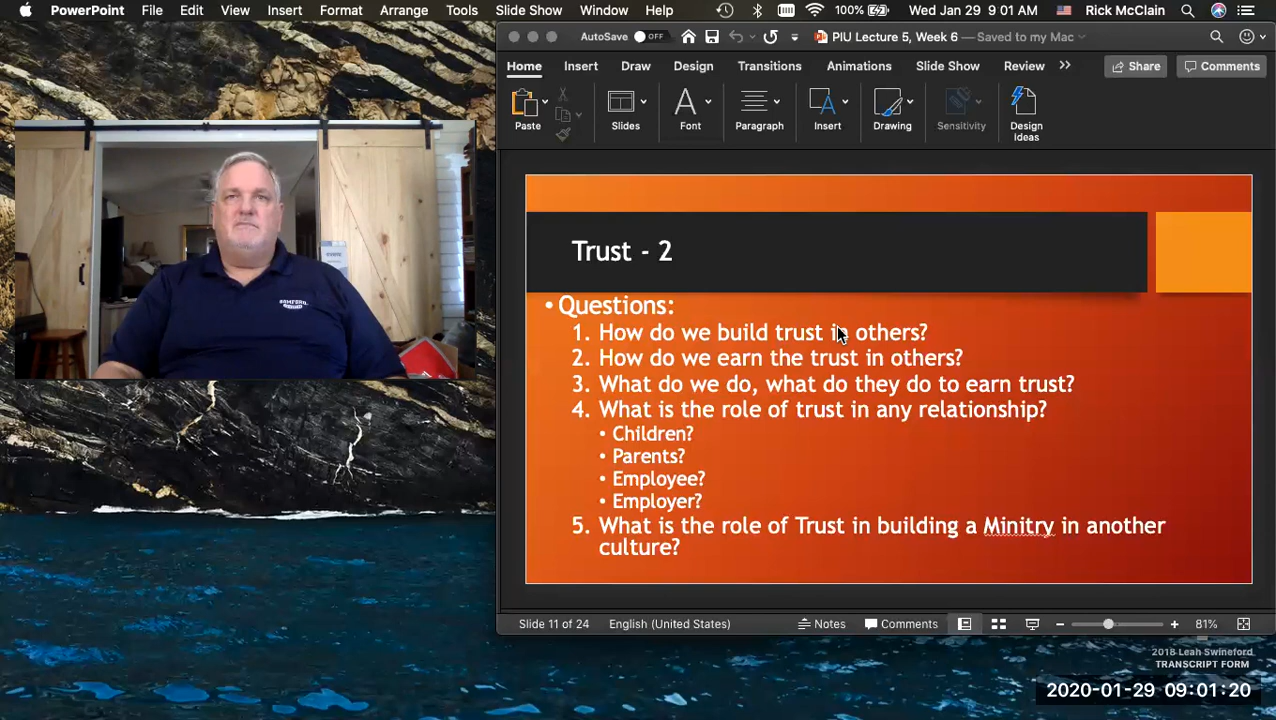 PowerPoint File Edit View Insert Format Arrange Tools Slide Show Window Help 100% Wed Jan 29 9:01 AM Rick McClain
AutoSave OFF PIU Lecture 5, Week 6 — Saved to my Mac
Home Insert Draw Design Transitions Animations Slide Show Review >> Share Comments
Paste Slides Font Paragraph Insert Drawing Sensitivity Design
Ideas
Trust - 2
• Questions:
1. How do we build trust in others?
2. How do we earn the trust in others?
3. What do we do, what do they do to earn trust?
4. What is the role of trust in any relationship?
• Children?
• Parents?
• Employee?
• Employer?
5. What is the role of Trust in building a Minitry in another
culture?
Slide 11 of 24 English (United States) Notes Comments 81%
2018 Leah Swineford
TRANSCRIPT FORM
2020-01-29 09:01:20